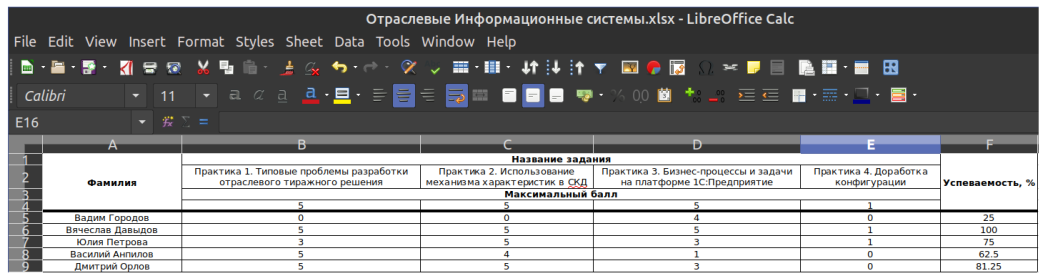 Отраслевые Информационные системы.xlsx - LibreOffice Calc
File Edit View Insert Format Styles Sheet Data Tools Window Help
Calibri 11
E16
A B C D E F
1 Название задания
2 Фамилия Практика 1. Типовые проблемы разработки отраслевого тиражного решения Практика 2. Использование механизма характеристик в СКД Практика 3. Бизнес-процессы и задачи на платформе 1С:Предприятие Практика 4. Доработка конфигурации Успеваемость, %
3 Максимальный балл
4 5 5 5 1
5 Вадим Городов 0 0 4 0 25
6 Вячеслав Давыдов 5 5 5 1 100
7 Юлия Петрова 3 5 3 1 75
8 Василий Анпилов 5 4 1 0 62.5
9 Дмитрий Орлов 5 5 3 0 81.25